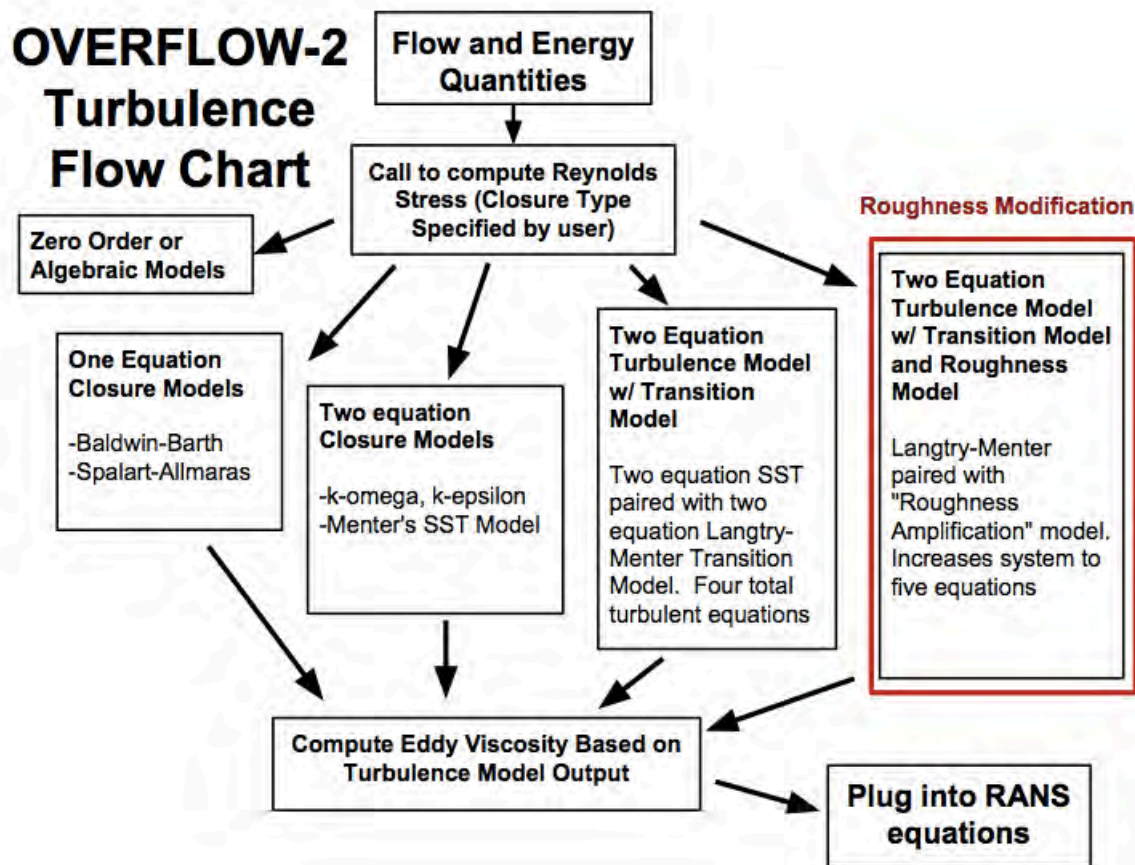 OVERFLOW-2
Turbulence
Flow Chart
Flow and Energy
Quantities
Call to compute Reynolds
Stress (Closure Type
Specified by user)
Roughness Modification
Zero Order or
Algebraic Models
One Equation
Closure Models
-Baldwin-Barth
-Spalart-Allmaras
Two equation
Closure Models
-k-omega, k-epsilon
-Menter's SST Model
Two Equation
Turbulence Model
w/ Transition
Model
Two equation SST
paired with two
equation Langtry-
Menter Transition
Model. Four total
turbulent equations
Two Equation
Turbulence Model
w/ Transition Model
and Roughness
Model
Langtry-Menter
paired with
"Roughness
Amplification" model.
Increases system to
five equations
Compute Eddy Viscosity Based on
Turbulence Model Output
Plug into RANS
equations